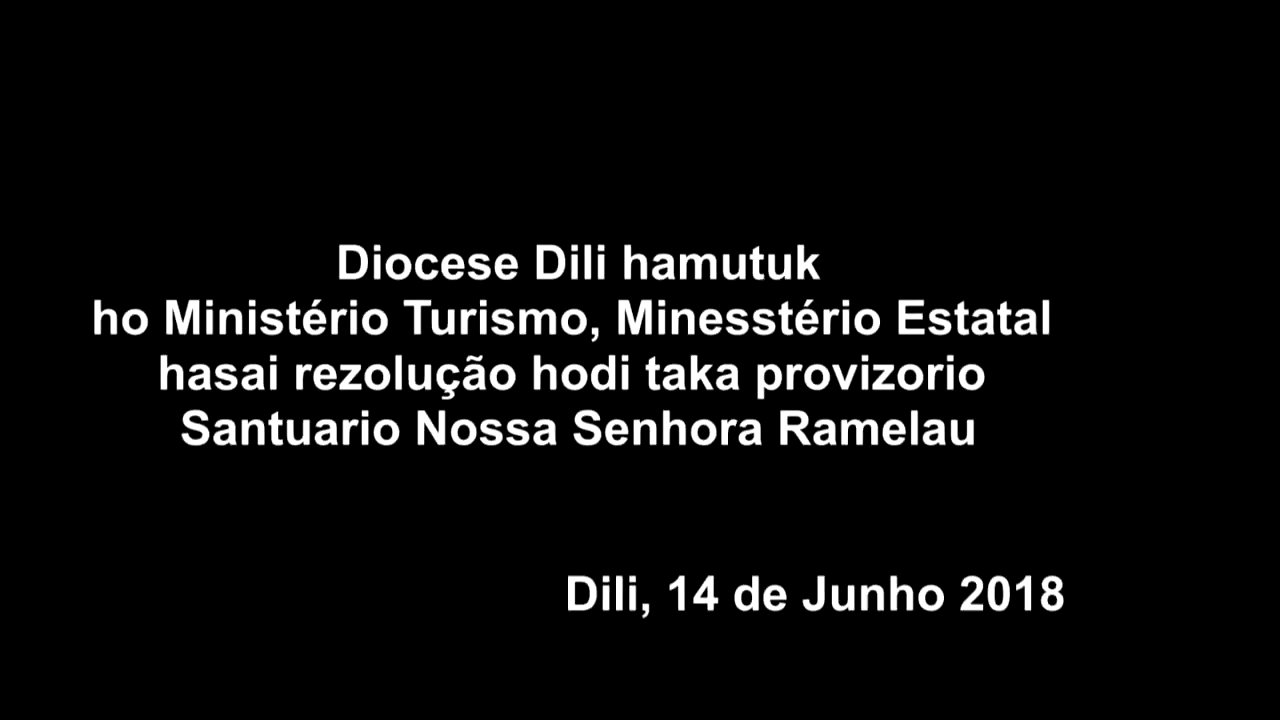 Diocese Dili hamutuk
ho Ministério Turismo, Minesstério Estatal
hasai rezolução hodi taka provizorio
Santuario Nossa Senhora Ramelau
Dili, 14 de Junho 2018